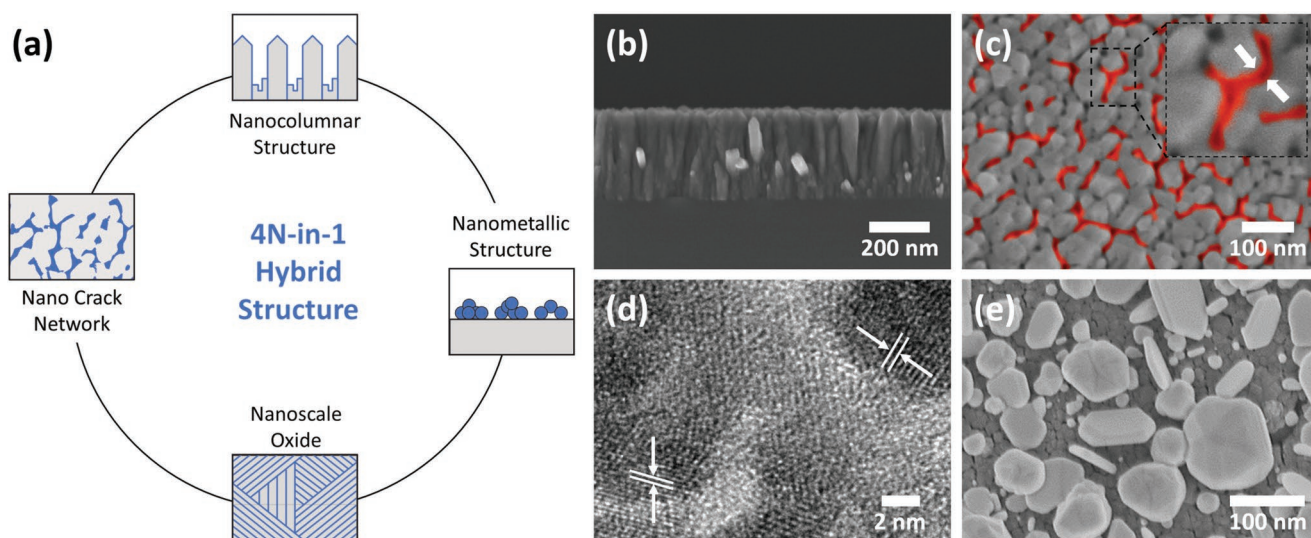 (a)
Nanocolumnar
Structure
Nanometallic
Structure
4N-in-1
Hybrid
Structure
Nano Crack
Network
Nanoscale
Oxide
(b)
200 nm
(c)
100 nm
(d)
2 nm
(e)
100 nm